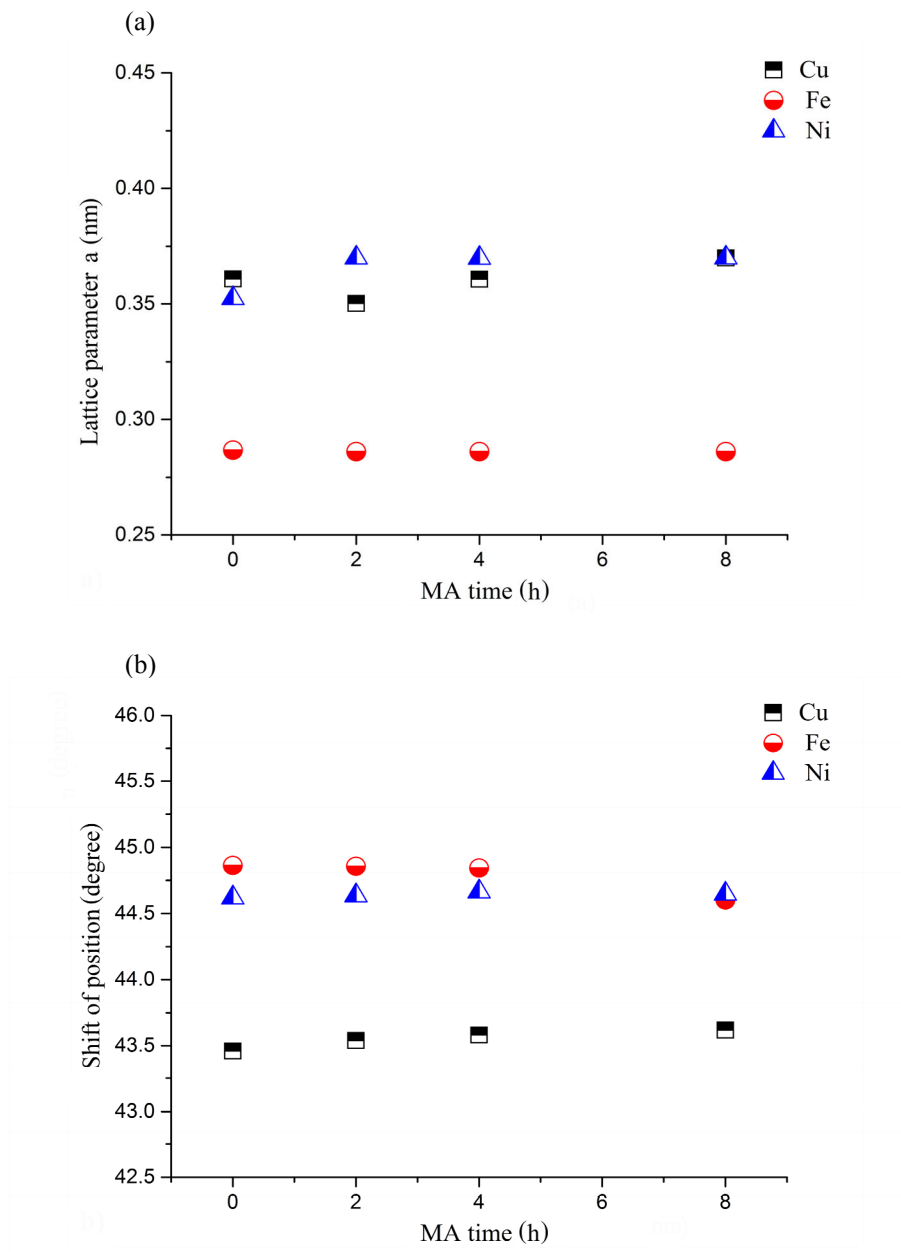 (a)
Cu
Fe
Ni
0.45
0.40
0.35
0.30
0.25
Lattice parameter a (nm)
0 2 4 6 8
MA time (h)
(b)
Cu
Fe
Ni
46.0
45.5
45.0
44.5
44.0
43.5
43.0
42.5
Shift of position (degree)
0 2 4 6 8
MA time (h)